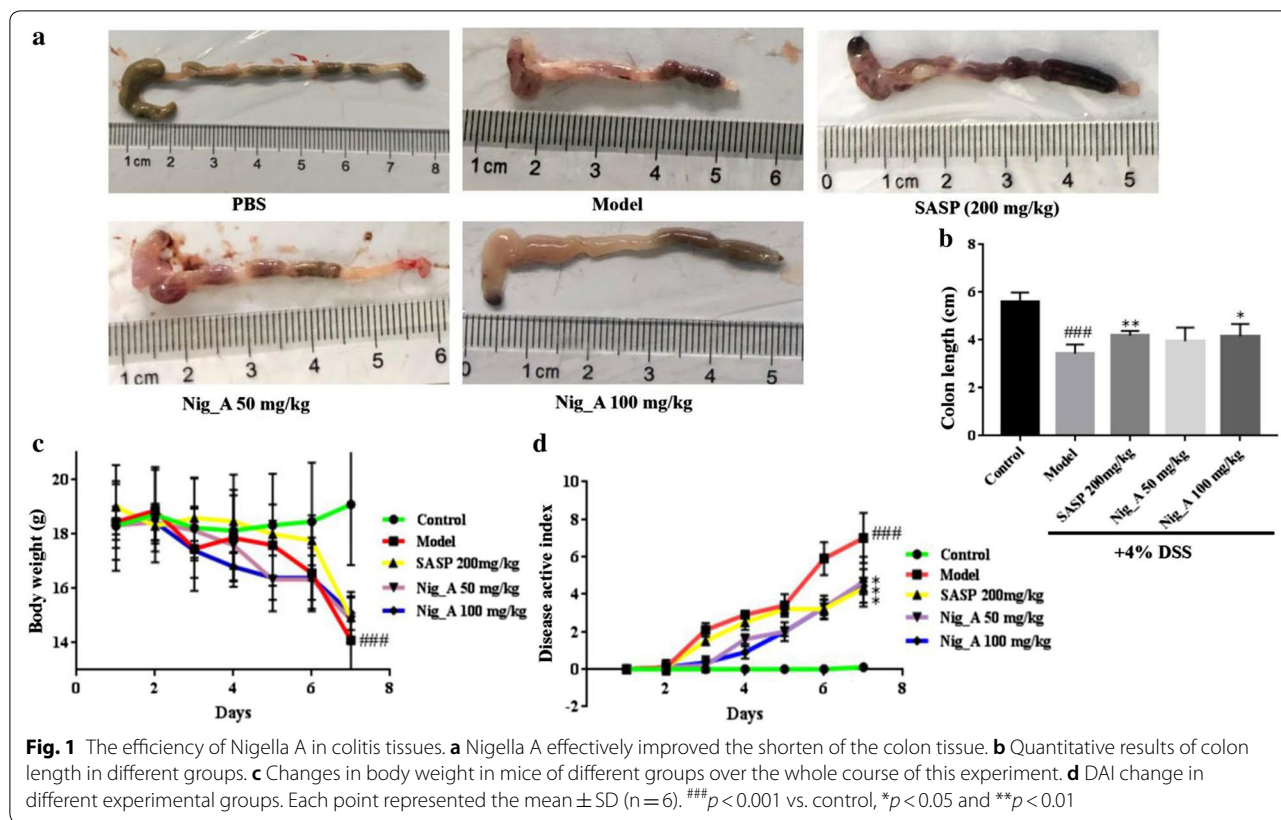 a
1 cm 2 3 4 5 6 7 8
PBS
1 cm 2 3 4 5 6
Model
0 1 cm 2 3 4 5
SASP (200 mg/kg)
1 cm 2 3 4 5 6
Nig_A 50 mg/kg
0 1 cm 2 3 4 5
Nig_A 100 mg/kg
b
Colon length (cm)
8
6
4
2
0
###
**
*
Control
Model
SASP 200mg/kg
Nig_A 50 mg/kg
Nig_A 100 mg/kg
+4% DSS
c
Body weight (g)
20
18
16
14
0 2 4 6 8
Days
###
Control
Model
SASP 200mg/kg
Nig_A 50 mg/kg
Nig_A 100 mg/kg
d
Disease active index
10
8
6
4
2
0
-2
2 4 6 8
Days
###
***
Control
Model
SASP 200mg/kg
Nig_A 50 mg/kg
Nig_A 100 mg/kg
Fig. 1 The efficiency of Nigella A in colitis tissues. a Nigella A effectively improved the shorten of the colon tissue. b Quantitative results of colon
length in different groups. c Changes in body weight in mice of different groups over the whole course of this experiment. d DAI change in
different experimental groups. Each point represented the mean ± SD (n = 6). ###p < 0.001 vs. control, *p < 0.05 and **p < 0.01